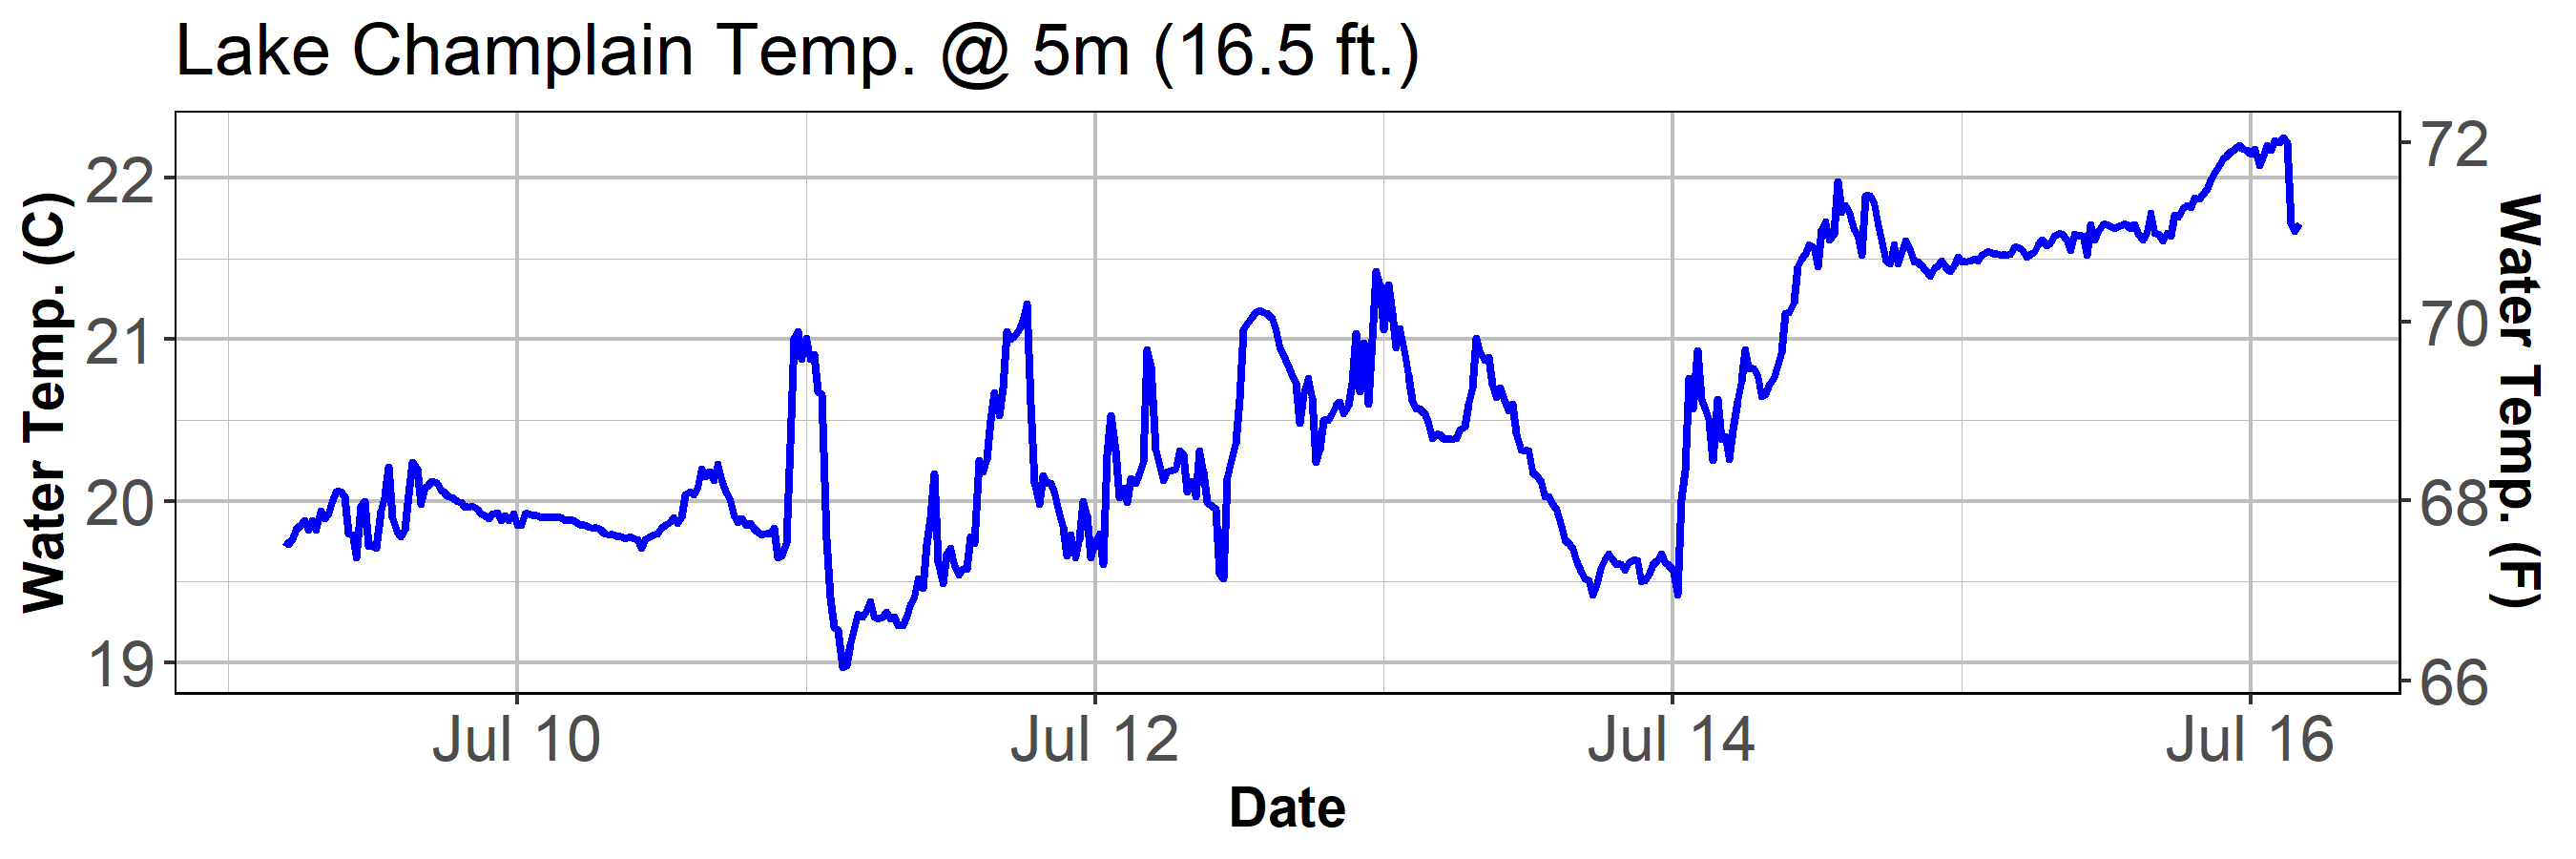 Lake Champlain Temp. @ 5m (16.5 ft.)
Water Temp. (C)
22
21
20
19
72
70
68
66
Water Temp. (F)
Jul 10 Jul 12 Jul 14 Jul 16
Date